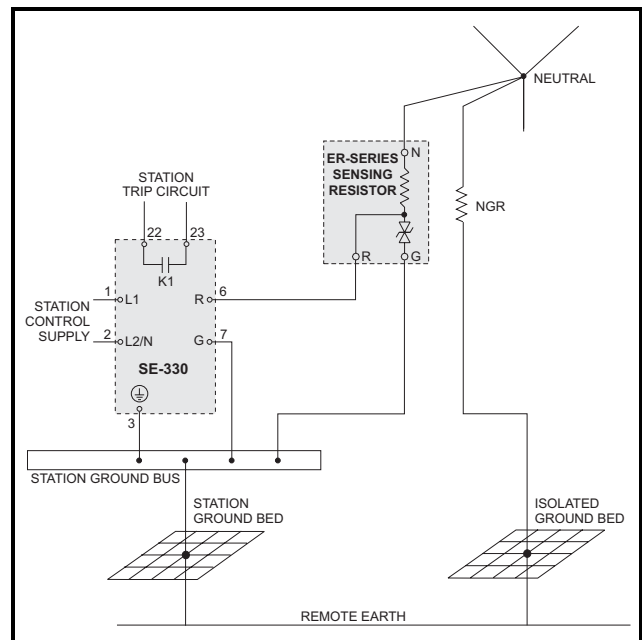 NEUTRAL
N
ER-SERIES
SENSING
RESISTOR
STATION
TRIP CIRCUIT
NGR
22
23
K1
R
G
1
L1
R
6
STATION
CONTROL
SUPPLY
2
L2/N
G
7
SE-330
3
STATION GROUND BUS
STATION
GROUND BED
ISOLATED
GROUND BED
REMOTE EARTH